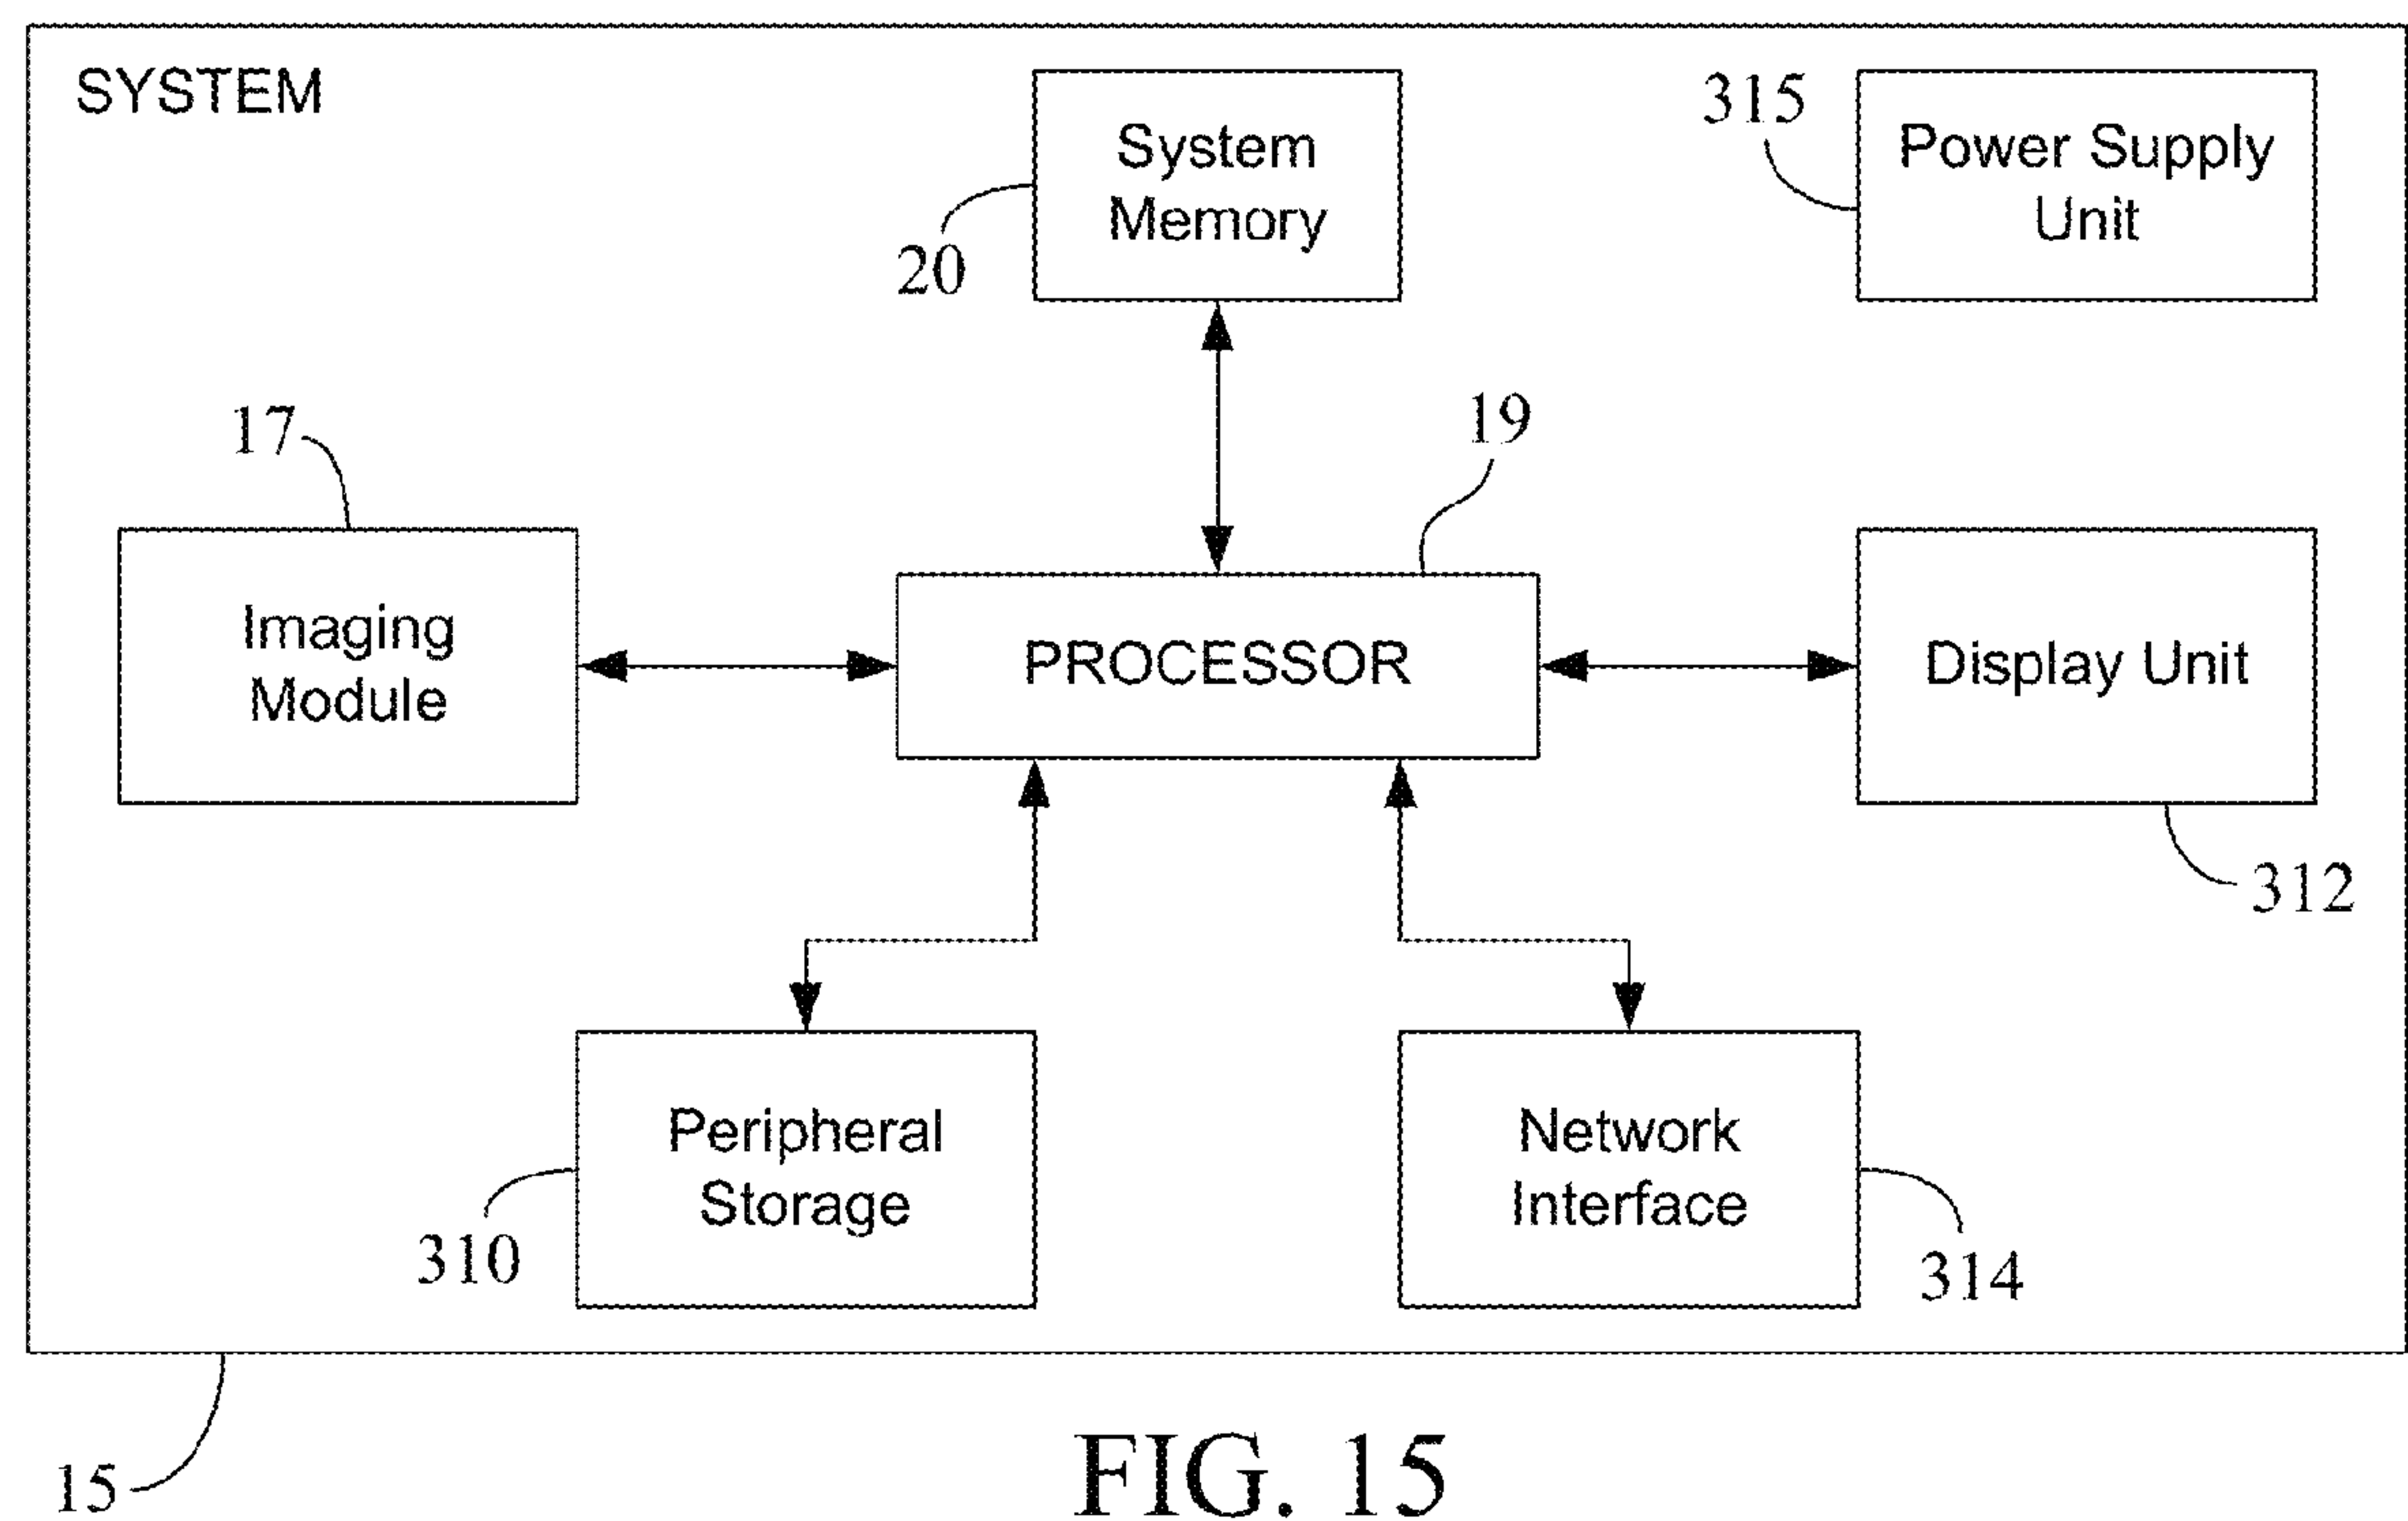 SYSTEM
System
Memory
20
315
Power Supply
Unit
17
19
Imaging
Module
PROCESSOR
Display Unit
312
Peripheral
Storage
310
Network
Interface
314
15
FIG. 15